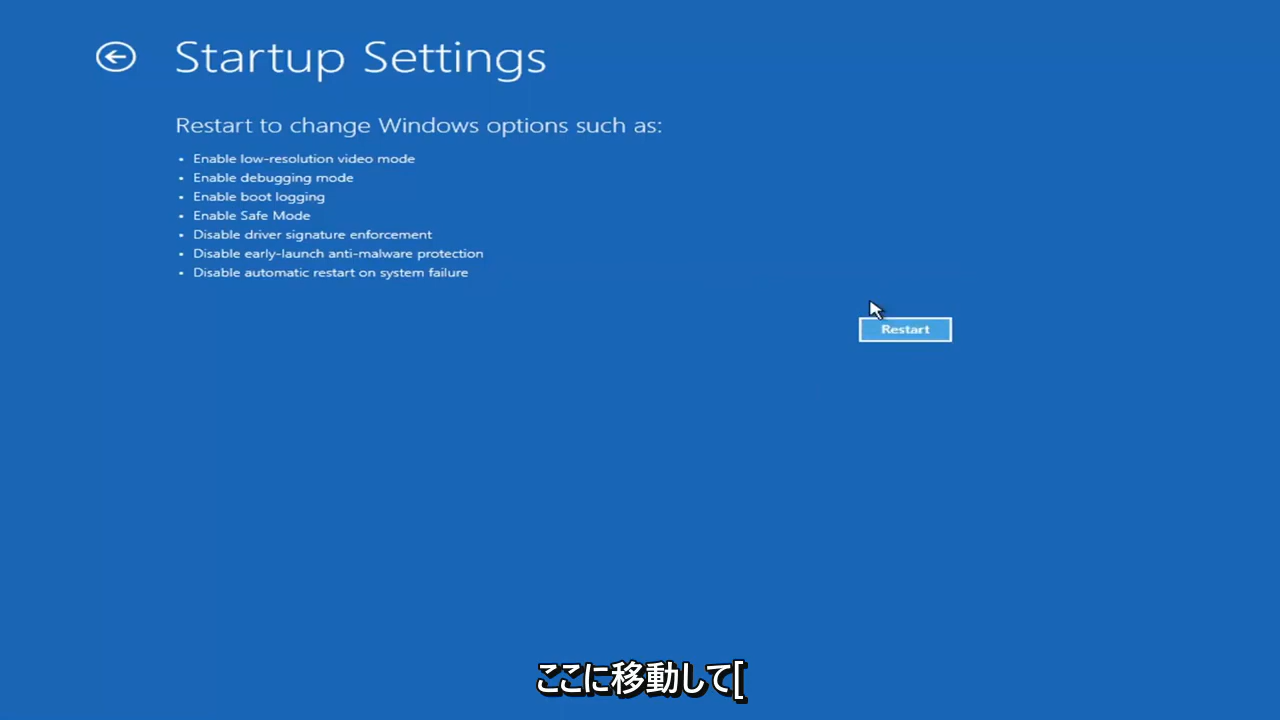 Startup Settings
Restart to change Windows options such as:
• Enable low-resolution video mode
• Enable debugging mode
• Enable boot logging
• Enable Safe Mode
• Disable driver signature enforcement
• Disable early-launch anti-malware protection
• Disable automatic restart on system failure
Restart
ここに移動して[